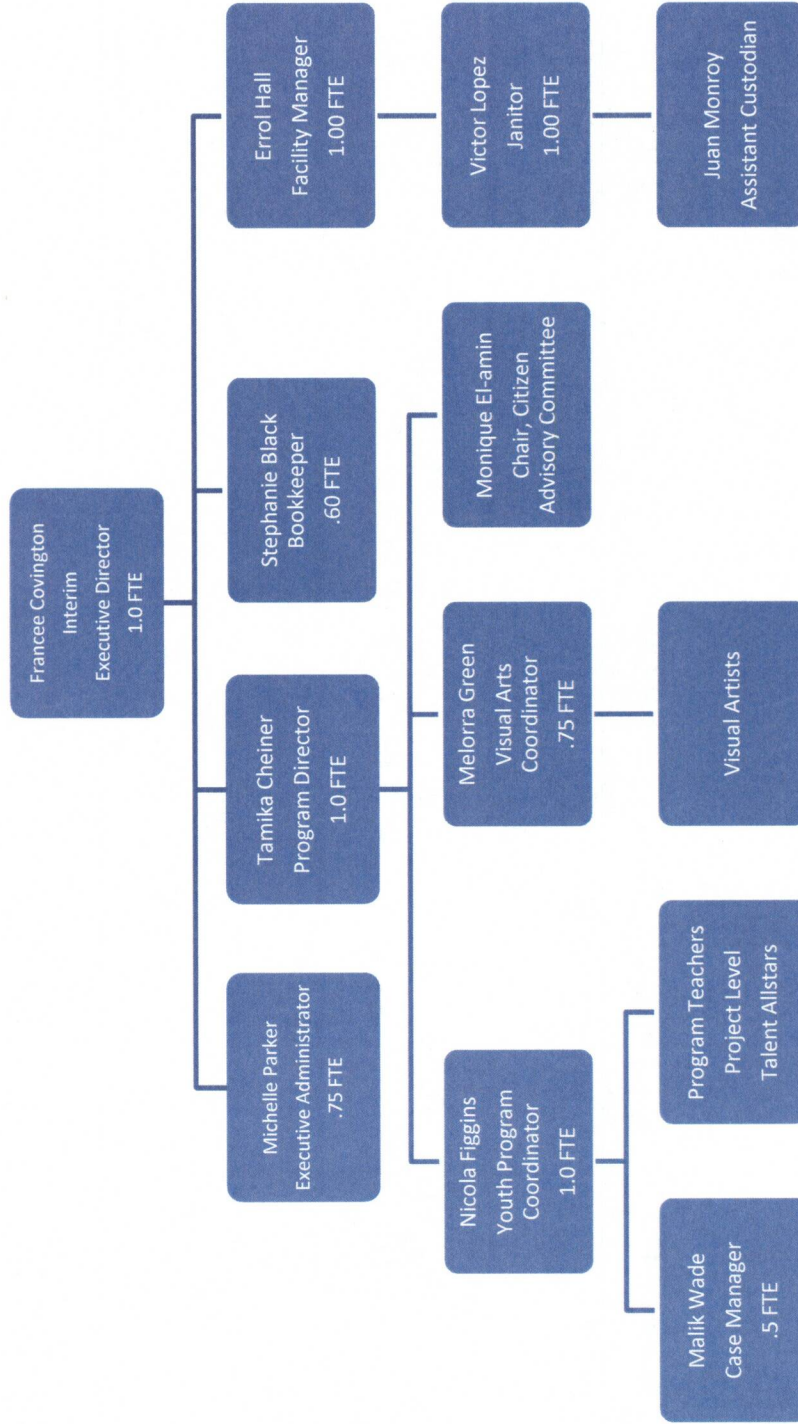 Francee Covington
Interim
Executive Director
1.0 FTE
Michelle Parker
Executive Administrator
.75 FTE
Tamika Cheiner
Program Director
1.0 FTE
Stephanie Black
Bookkeeper
.60 FTE
Errol Hall
Facility Manager
1.00 FTE
Nicola Figgins
Youth Program
Coordinator
1.0 FTE
Melorra Green
Visual Arts
Coordinator
.75 FTE
Monique El-amin
Chair, Citizen
Advisory Committee
Victor Lopez
Janitor
1.00 FTE
Malik Wade
Case Manager
.5 FTE
Program Teachers
Project Level
Talent Allstars
Visual Artists
Juan Monroy
Assistant Custodian